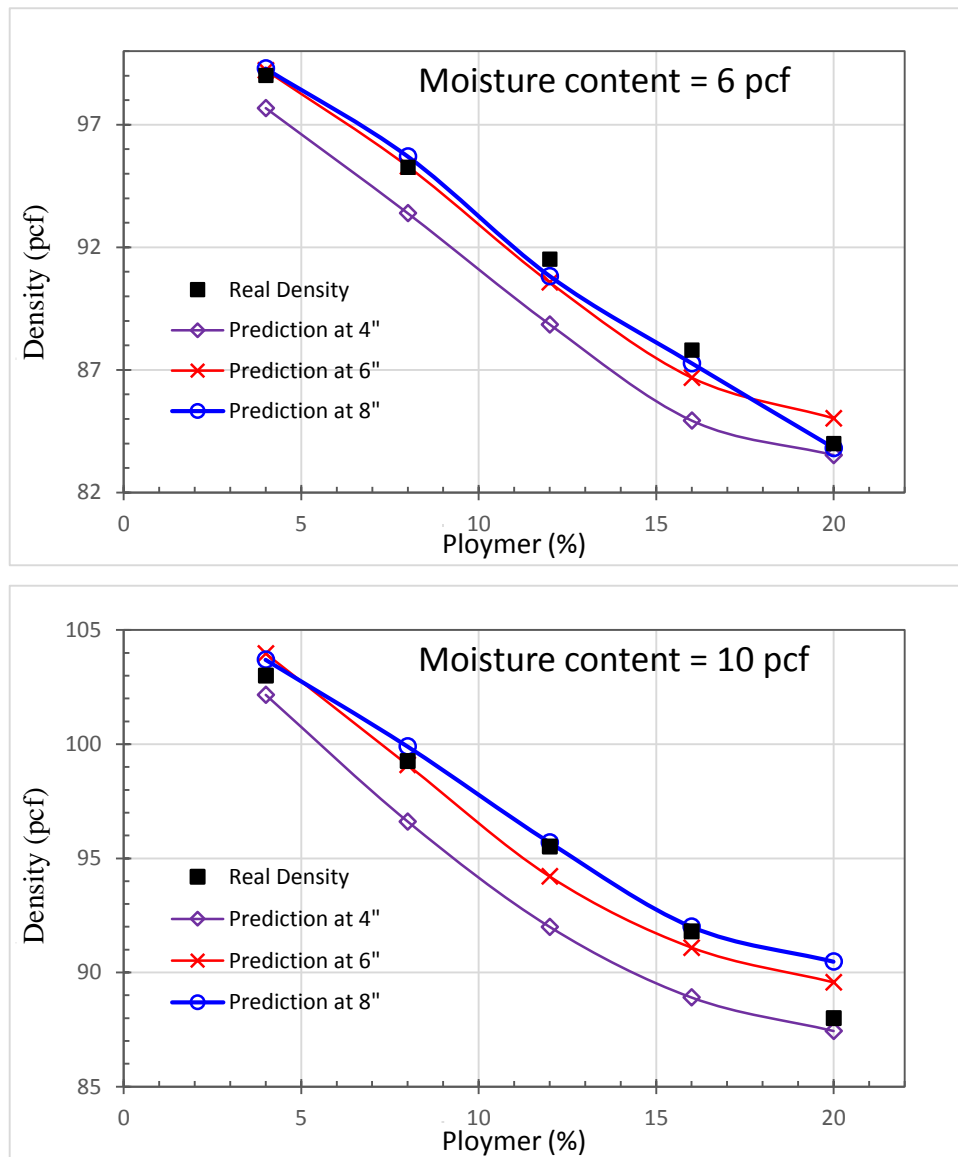 Moisture content = 6 pcf
97
92
87
82
Density (pcf)
Real Density
Prediction at 4"
Prediction at 6"
Prediction at 8"
0 5 10 15 20
Ploymer (%)
Moisture content = 10 pcf
105
100
95
90
85
Density (pcf)
Real Density
Prediction at 4"
Prediction at 6"
Prediction at 8"
0 5 10 15 20
Ploymer (%)